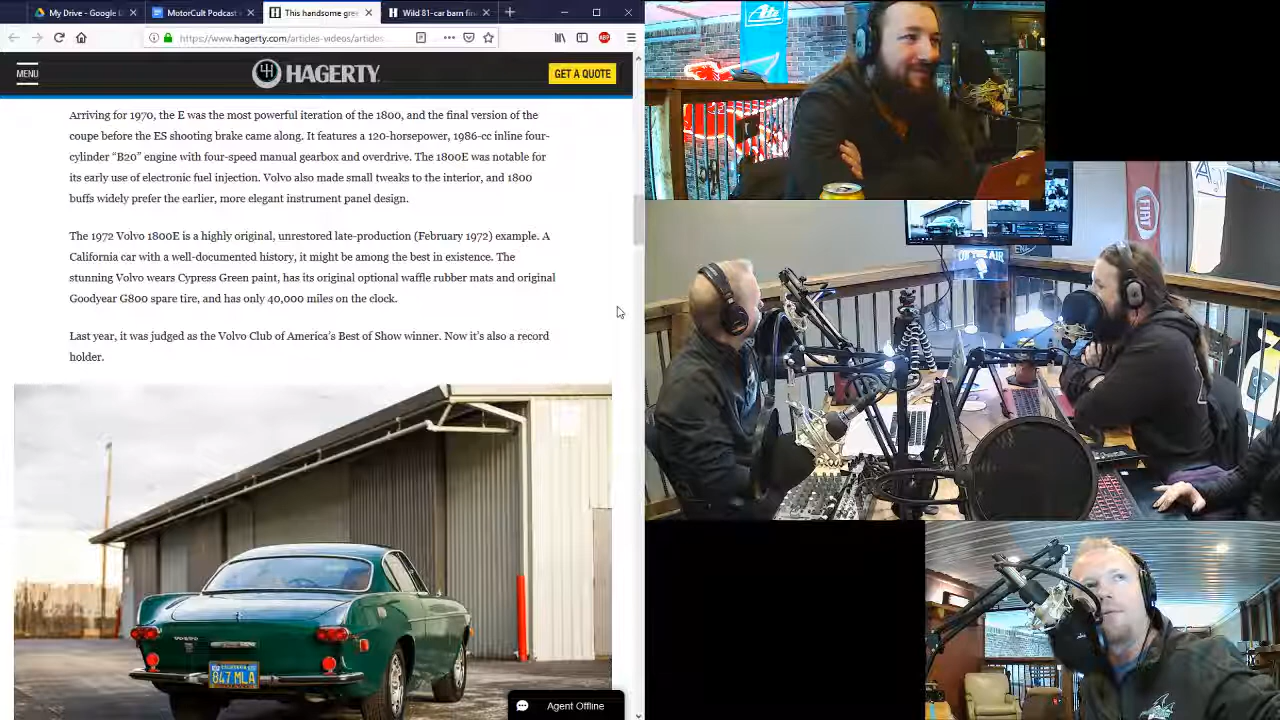 My Drive - Google D
MotorCult Podcast
This handsome gree
Wild 81-car barn fin
https://www.hagerty.com/articles-videos/articles
MENU
HAGERTY
GET A QUOTE
Arriving for 1970, the E was the most powerful iteration of the 1800, and the final version of the
coupe before the ES shooting brake came along. It features a 120-horsepower, 1986-cc inline four-
cylinder “B20” engine with four-speed manual gearbox and overdrive. The 1800E was notable for
its early use of electronic fuel injection. Volvo also made small tweaks to the interior, and 1800
buffs widely prefer the earlier, more elegant instrument panel design.
The 1972 Volvo 1800E is a highly original, unrestored late-production (February 1972) example. A
California car with a well-documented history, it might be among the best in existence. The
stunning Volvo wears Cypress Green paint, has its original optional waffle rubber mats and original
Goodyear G800 spare tire, and has only 40,000 miles on the clock.
Last year, it was judged as the Volvo Club of America’s Best of Show winner. Now it’s also a record
holder.
VOLVO
847 MLA
Agent Offline
Ate
ON THE AIR
FIAT